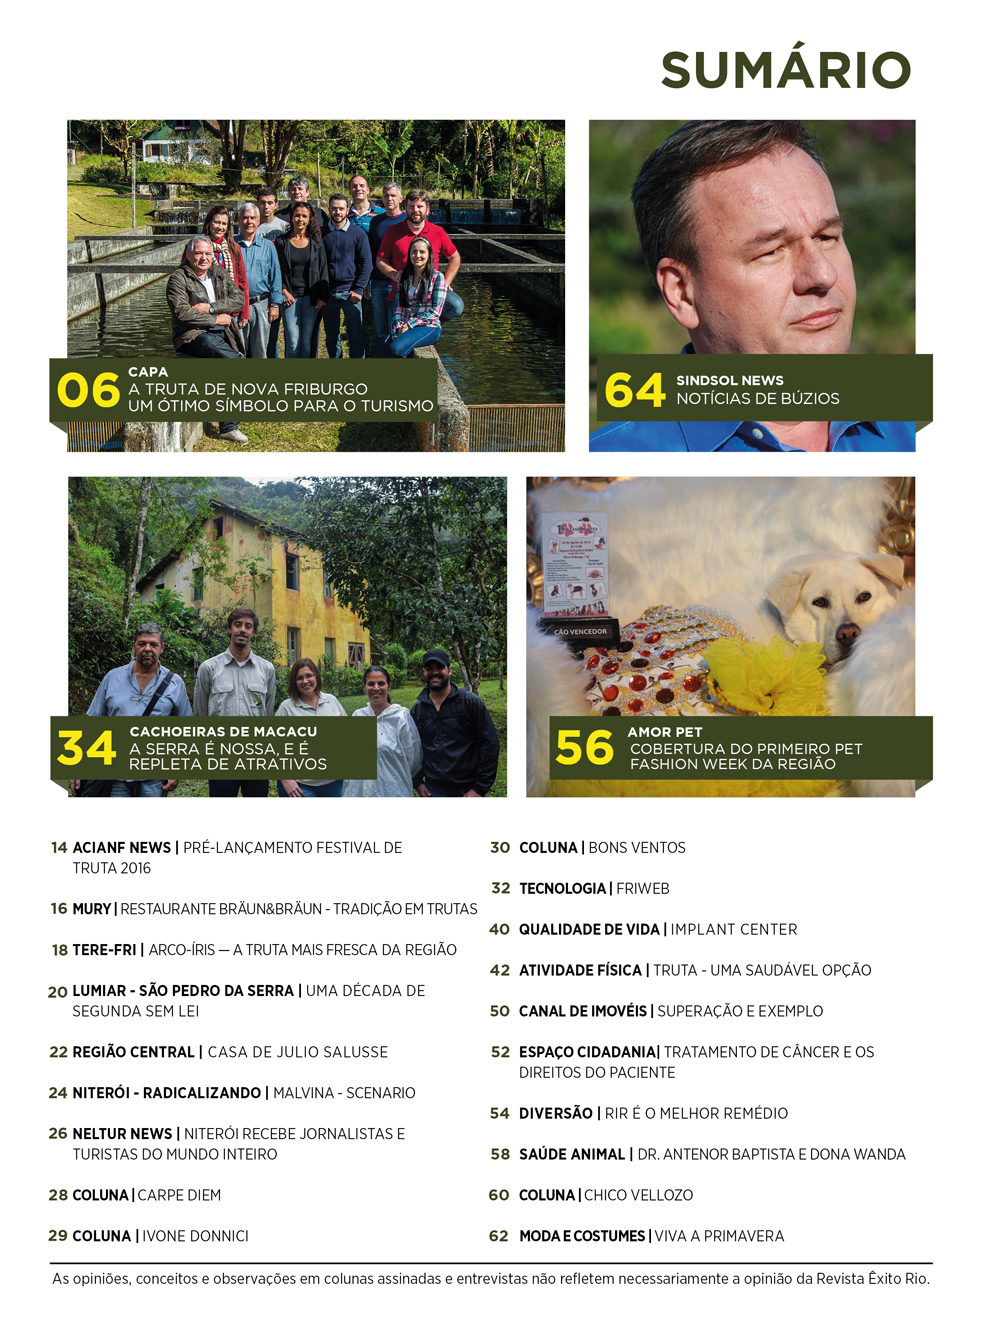 SUMÁRIO
06
CAPA
A TRUTA DE NOVA FRIBURGO
UM ÓTIMO SÍMBOLO PARA O TURISMO
64
SINDSOL NEWS
NOTÍCIAS DE BÚZIOS
CÃO VENCEDOR
34
CACHOEIRAS DE MACACU
A SERRA É NOSSA, E É
REPLETA DE ATRATIVOS
56
AMOR PET
COBERTURA DO PRIMEIRO PET
FASHION WEEK DA REGIÃO
14 ACIANF NEWS | PRÉ-LANÇAMENTO FESTIVAL DE
TRUTA 2016
16 MURY | RESTAURANTE BRÄUN&BRÄUN - TRADIÇÃO EM TRUTAS
18 TERE-FRI | ARCO-ÍRIS — A TRUTA MAIS FRESCA DA REGIÃO
20 LUMIAR - SÃO PEDRO DA SERRA | UMA DÉCADA DE
SEGUNDA SEM LEI
22 REGIÃO CENTRAL | CASA DE JULIO SALUSSE
24 NITERÓI - RADICALIZANDO | MALVINA - SCENARIO
26 NELTUR NEWS | NITERÓI RECEBE JORNALISTAS E
TURISTAS DO MUNDO INTEIRO
28 COLUNA | CARPE DIEM
29 COLUNA | IVONE DONNICI
30 COLUNA | BONS VENTOS
32 TECNOLOGIA | FRIWEB
40 QUALIDADE DE VIDA | IMPLANT CENTER
42 ATIVIDADE FÍSICA | TRUTA - UMA SAUDÁVEL OPÇÃO
50 CANAL DE IMOVÉIS | SUPERAÇÃO E EXEMPLO
52 ESPAÇO CIDADANIA| TRATAMENTO DE CÂNCER E OS
DIREITOS DO PACIENTE
54 DIVERSÃO | RIR É O MELHOR REMÉDIO
58 SAÚDE ANIMAL | DR. ANTENOR BAPTISTA E DONA WANDA
60 COLUNA | CHICO VELLOZO
62 MODA E COSTUMES | VIVA A PRIMAVERA
As opiniões, conceitos e observações em colunas assinadas e entrevistas não refletem necessariamente a opinião da Revista Êxito Rio.